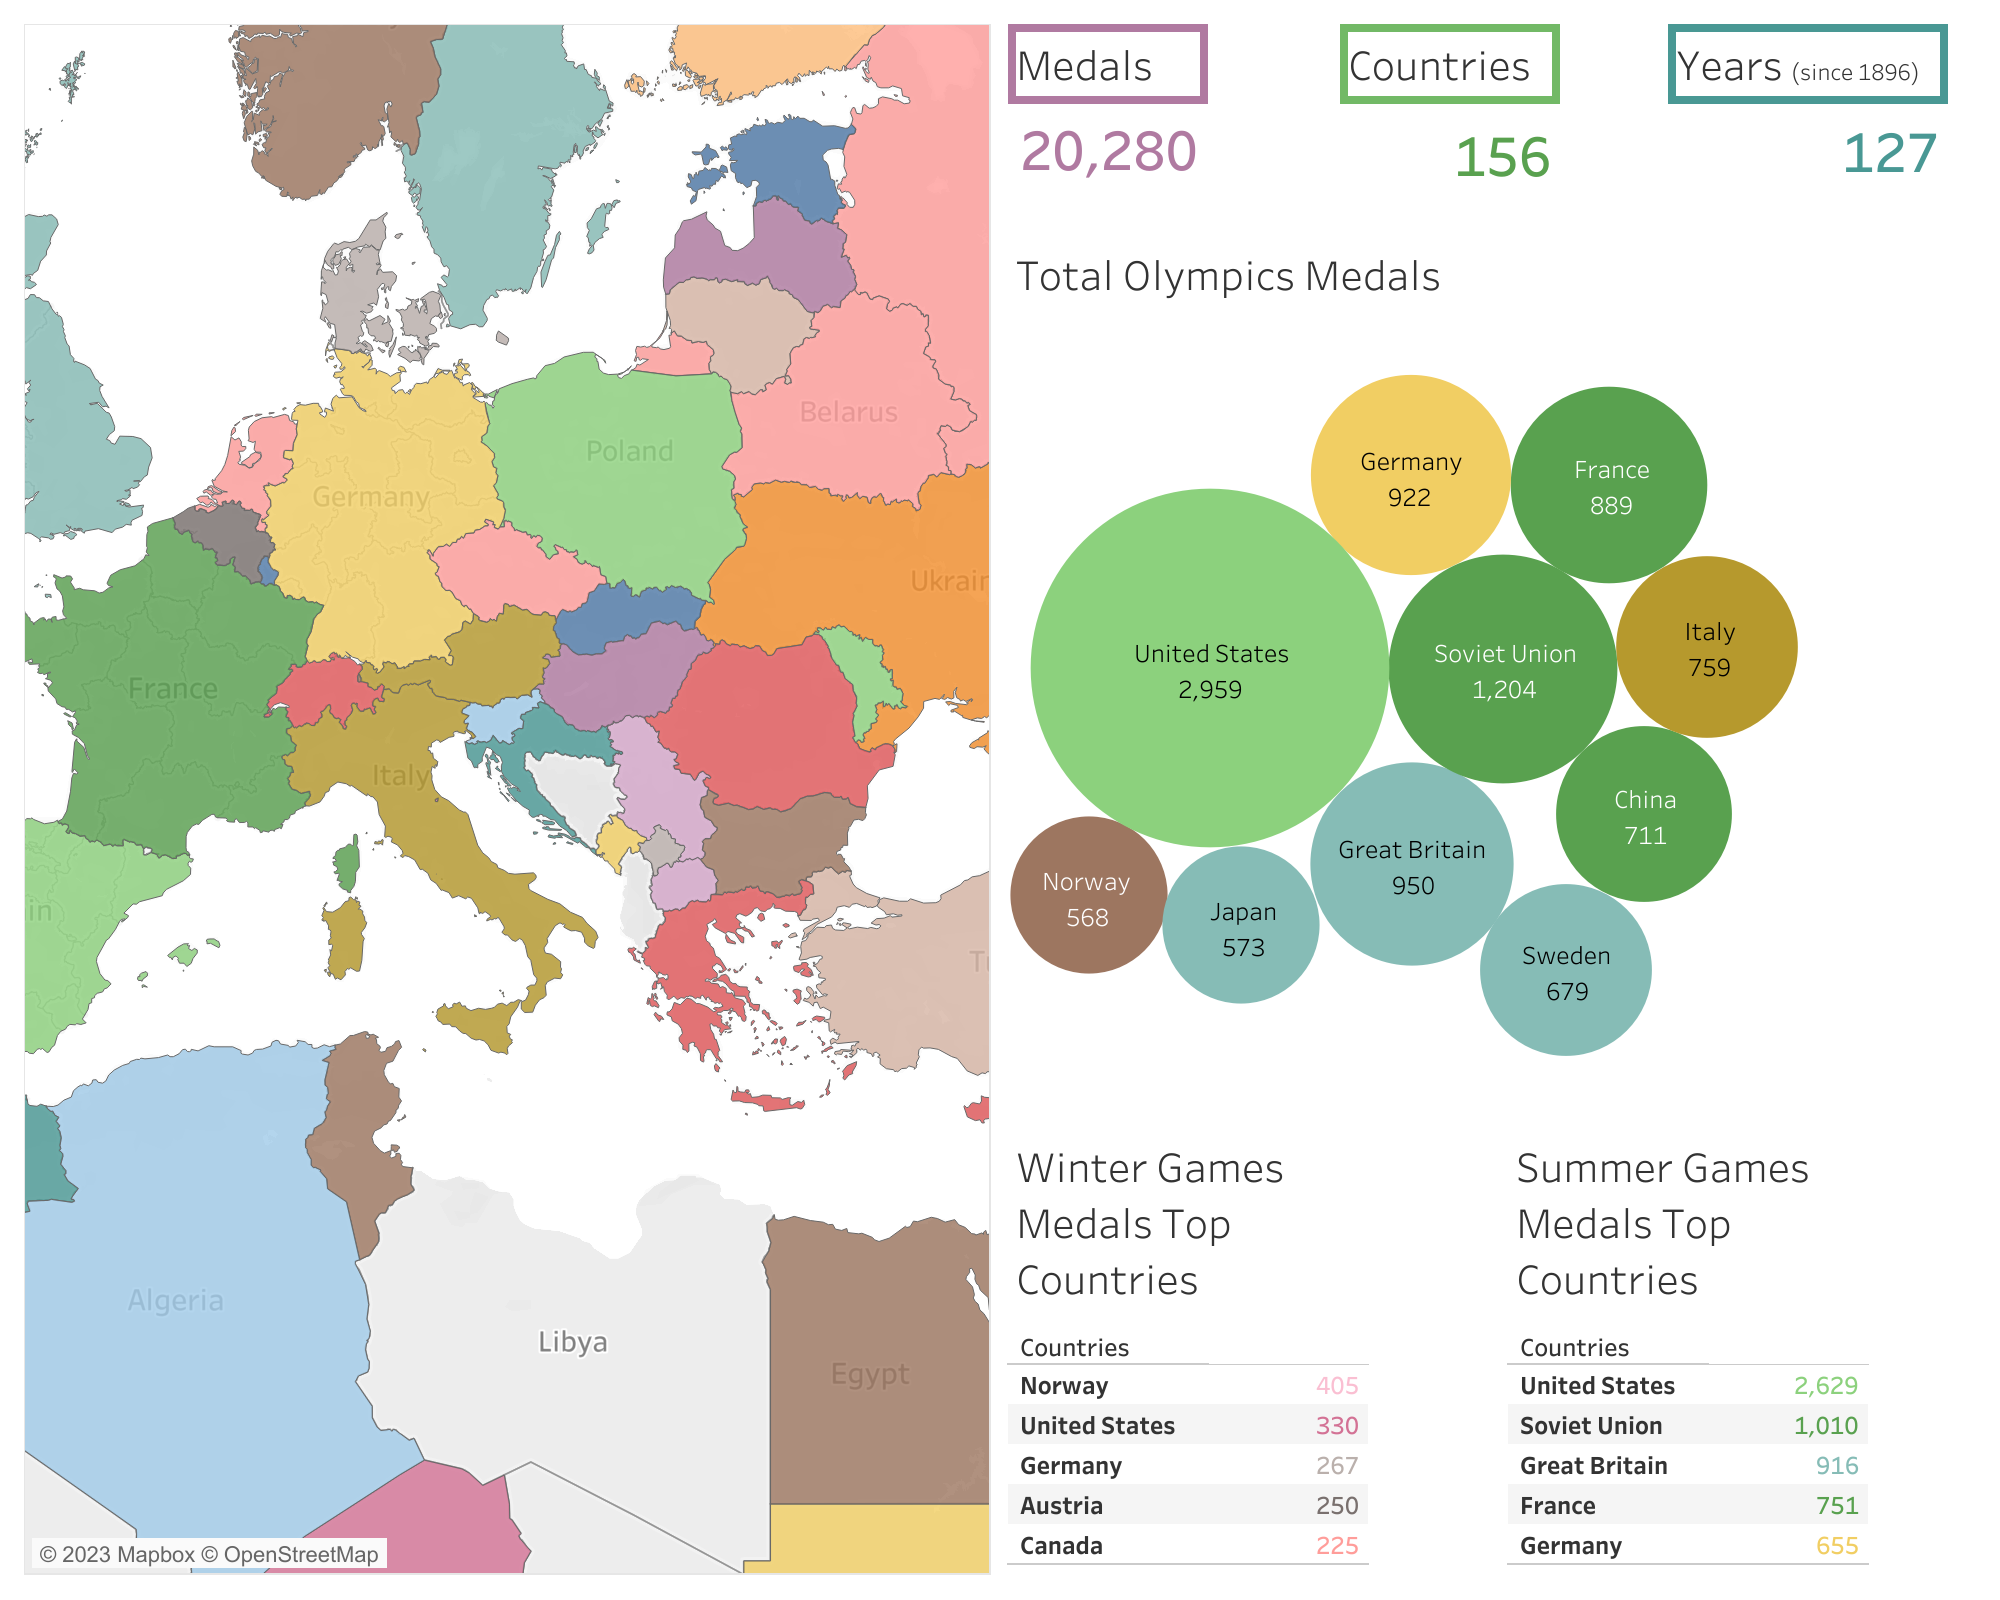 Belarus
Poland
Germany
Ukrain
France
Italy
in
Algeria
Libya
Egypt
© 2023 Mapbox © OpenStreetMap
Medals
20,280
Countries
156
Years (since 1896)
127
Total Olympics Medals
Germany
922
France
889
United States
2,959
Soviet Union
1,204
Italy
759
China
711
Great Britain
950
Norway
568
Japan
573
Sweden
679
Winter Games
Medals Top
Countries
Countries
Norway 405
United States 330
Germany 267
Austria 250
Canada 225
Summer Games
Medals Top
Countries
Countries
United States 2,629
Soviet Union 1,010
Great Britain 916
France 751
Germany 655